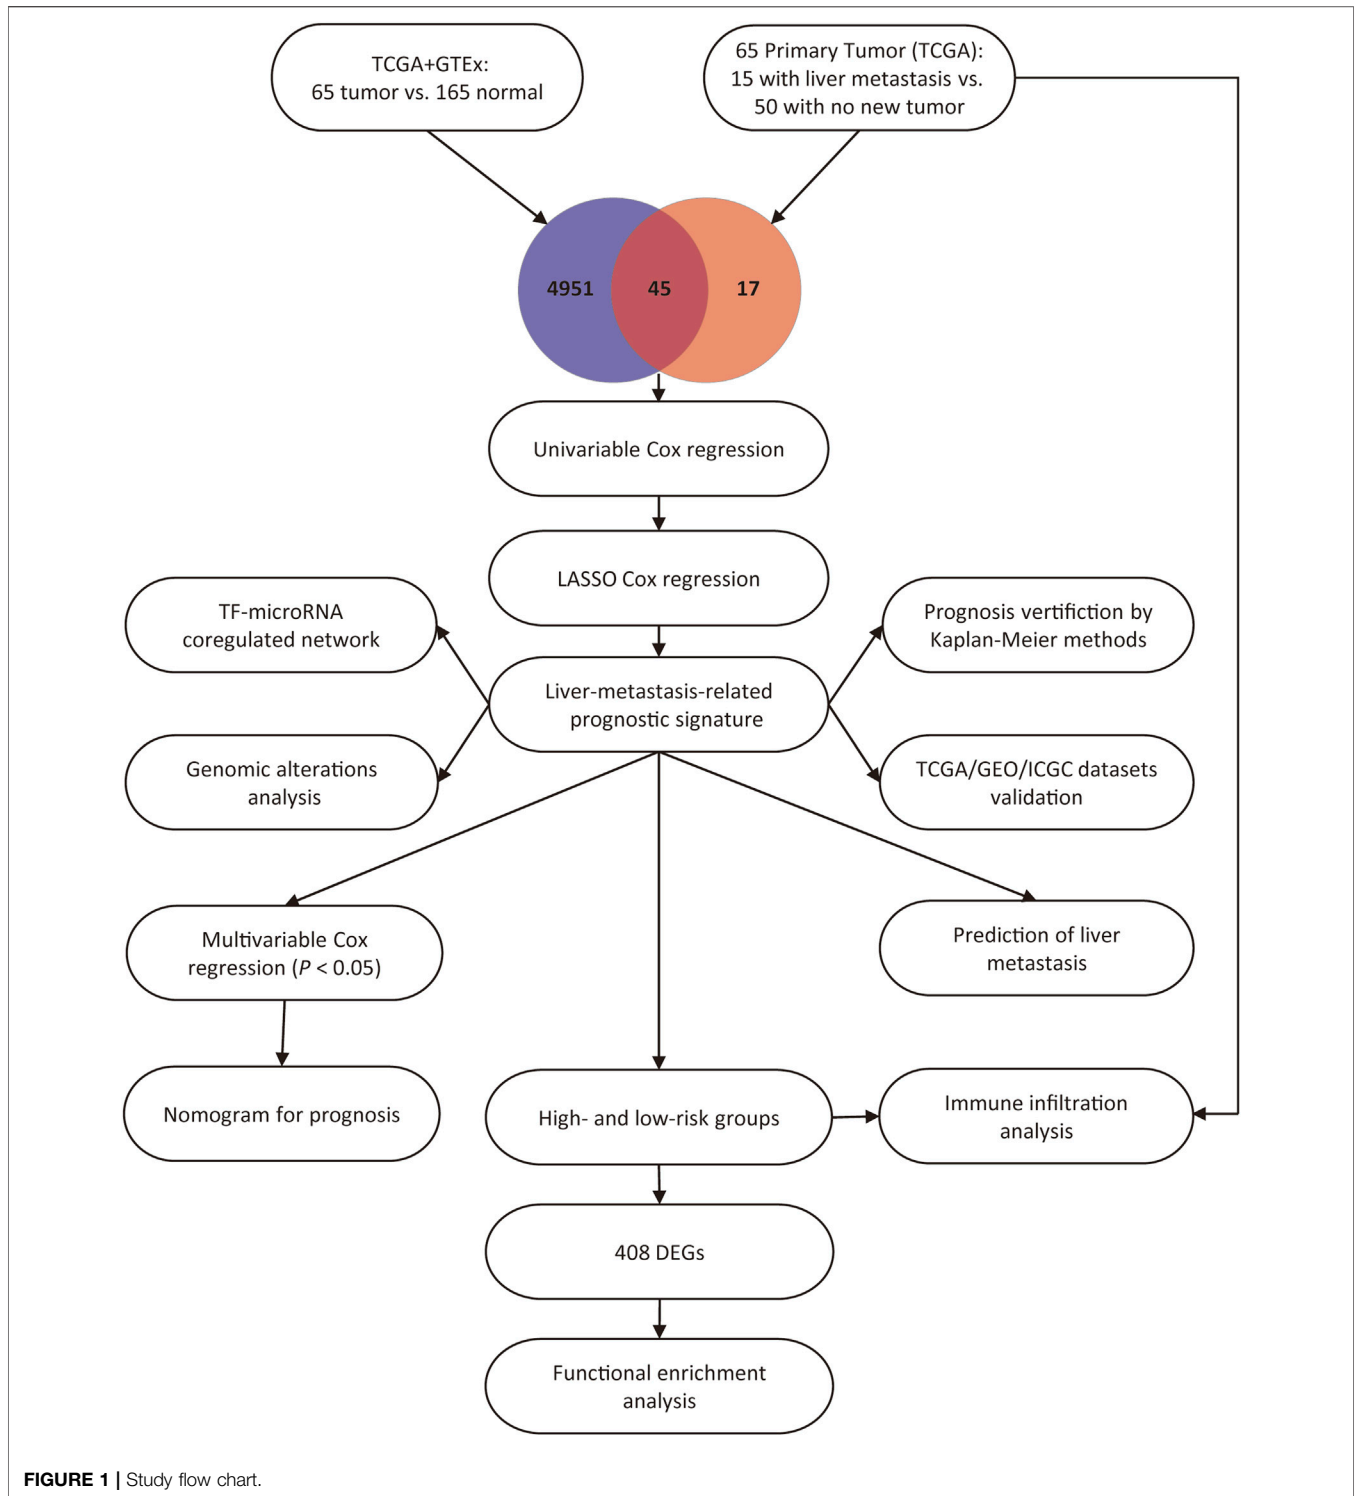 TCGA+GTEx:
65 tumor vs. 165 normal
65 Primary Tumor (TCGA):
15 with liver metastasis vs.
50 with no new tumor
4951
45
17
Univariable Cox regression
LASSO Cox regression
TF-microRNA
coregulated network
Prognosis vertifiction by
Kaplan-Meier methods
Liver-metastasis-related
prognostic signature
Genomic alterations
analysis
TCGA/GEO/ICGC datasets
validation
Multivariable Cox
regression (P < 0.05)
Prediction of liver
metastasis
Nomogram for prognosis
High- and low-risk groups
Immune infiltration
analysis
408 DEGs
Functional enrichment
analysis
FIGURE 1 | Study flow chart.